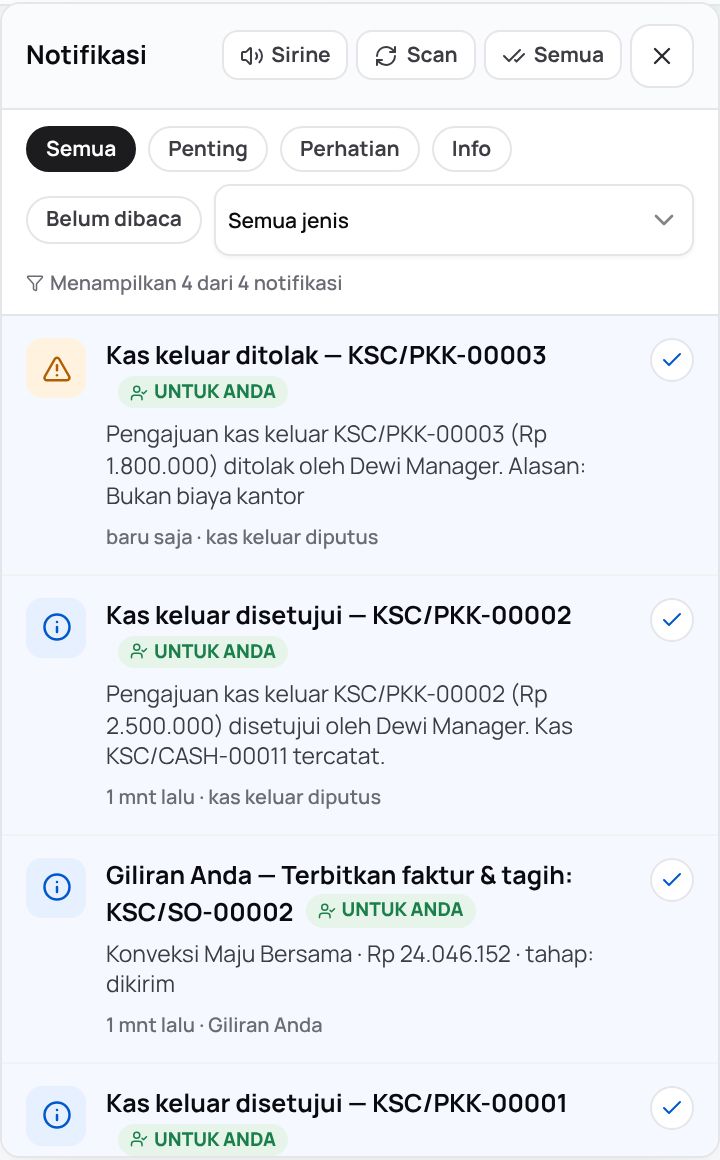 Notifikasi
Sirine
Scan
Semua
Semua
Penting
Perhatian
Info
Belum dibaca
Semua jenis
Menampilkan 4 dari 4 notifikasi
Kas keluar ditolak — KSC/PKK-00003
UNTUK ANDA
Pengajuan kas keluar KSC/PKK-00003 (Rp
1.800.000) ditolak oleh Dewi Manager. Alasan:
Bukan biaya kantor
baru saja · kas keluar diputus
Kas keluar disetujui — KSC/PKK-00002
UNTUK ANDA
Pengajuan kas keluar KSC/PKK-00002 (Rp
2.500.000) disetujui oleh Dewi Manager. Kas
KSC/CASH-00011 tercatat.
1 mnt lalu · kas keluar diputus
Giliran Anda — Terbitkan faktur & tagih:
KSC/SO-00002 UNTUK ANDA
Konveksi Maju Bersama · Rp 24.046.152 · tahap:
dikirim
1 mnt lalu · Giliran Anda
Kas keluar disetujui — KSC/PKK-00001
UNTUK ANDA